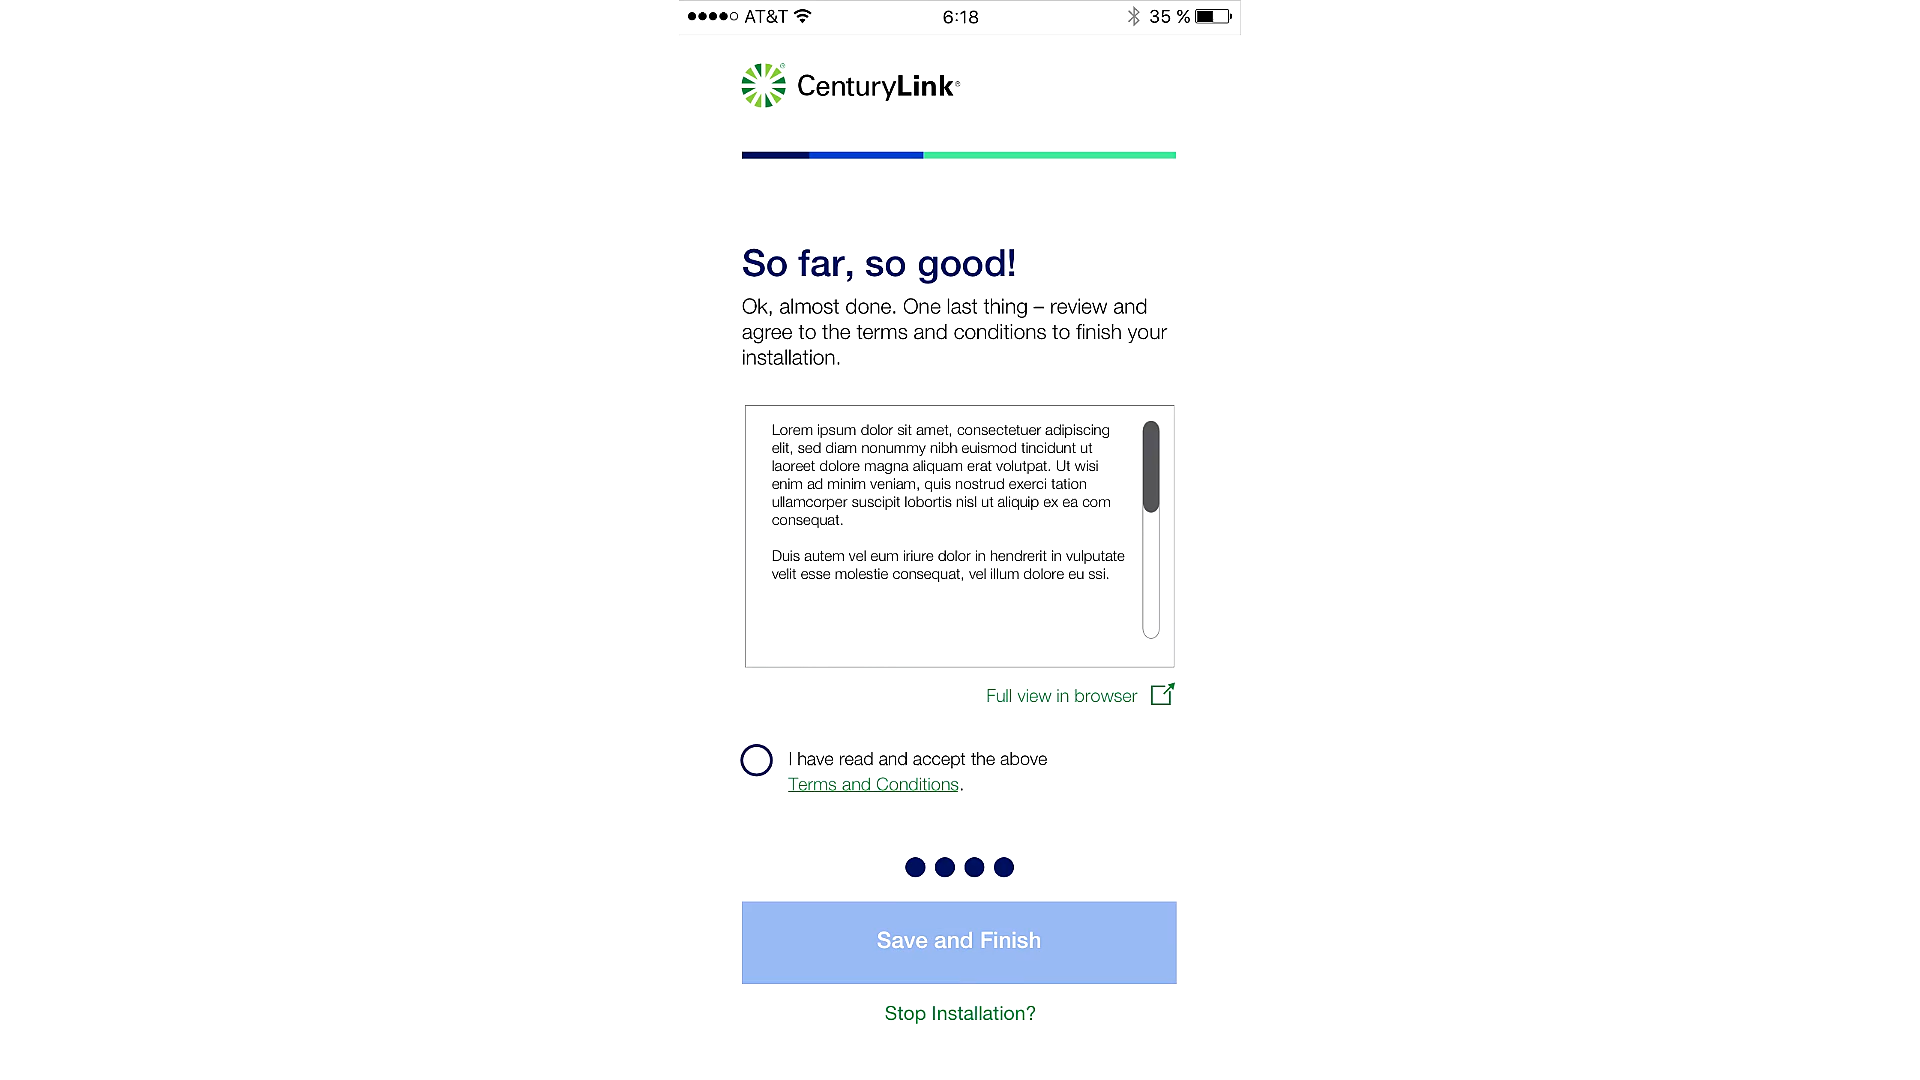 AT&T 6:18 35 %
CenturyLink®
So far, so good!
Ok, almost done. One last thing – review and
agree to the terms and conditions to finish your
installation.
Lorem ipsum dolor sit amet, consectetuer adipiscing
elit, sed diam nonummy nibh euismod tincidunt ut
laoreet dolore magna aliquam erat volutpat. Ut wisi
enim ad minim veniam, quis nostrud exerci tation
ullamcorper suscipit lobortis nisl ut aliquip ex ea com
consequat.
Duis autem vel eum iriure dolor in hendrerit in vulputate
velit esse molestie consequat, vel illum dolore eu ssi.
Full view in browser
I have read and accept the above
Terms and Conditions.
Save and Finish
Stop Installation?